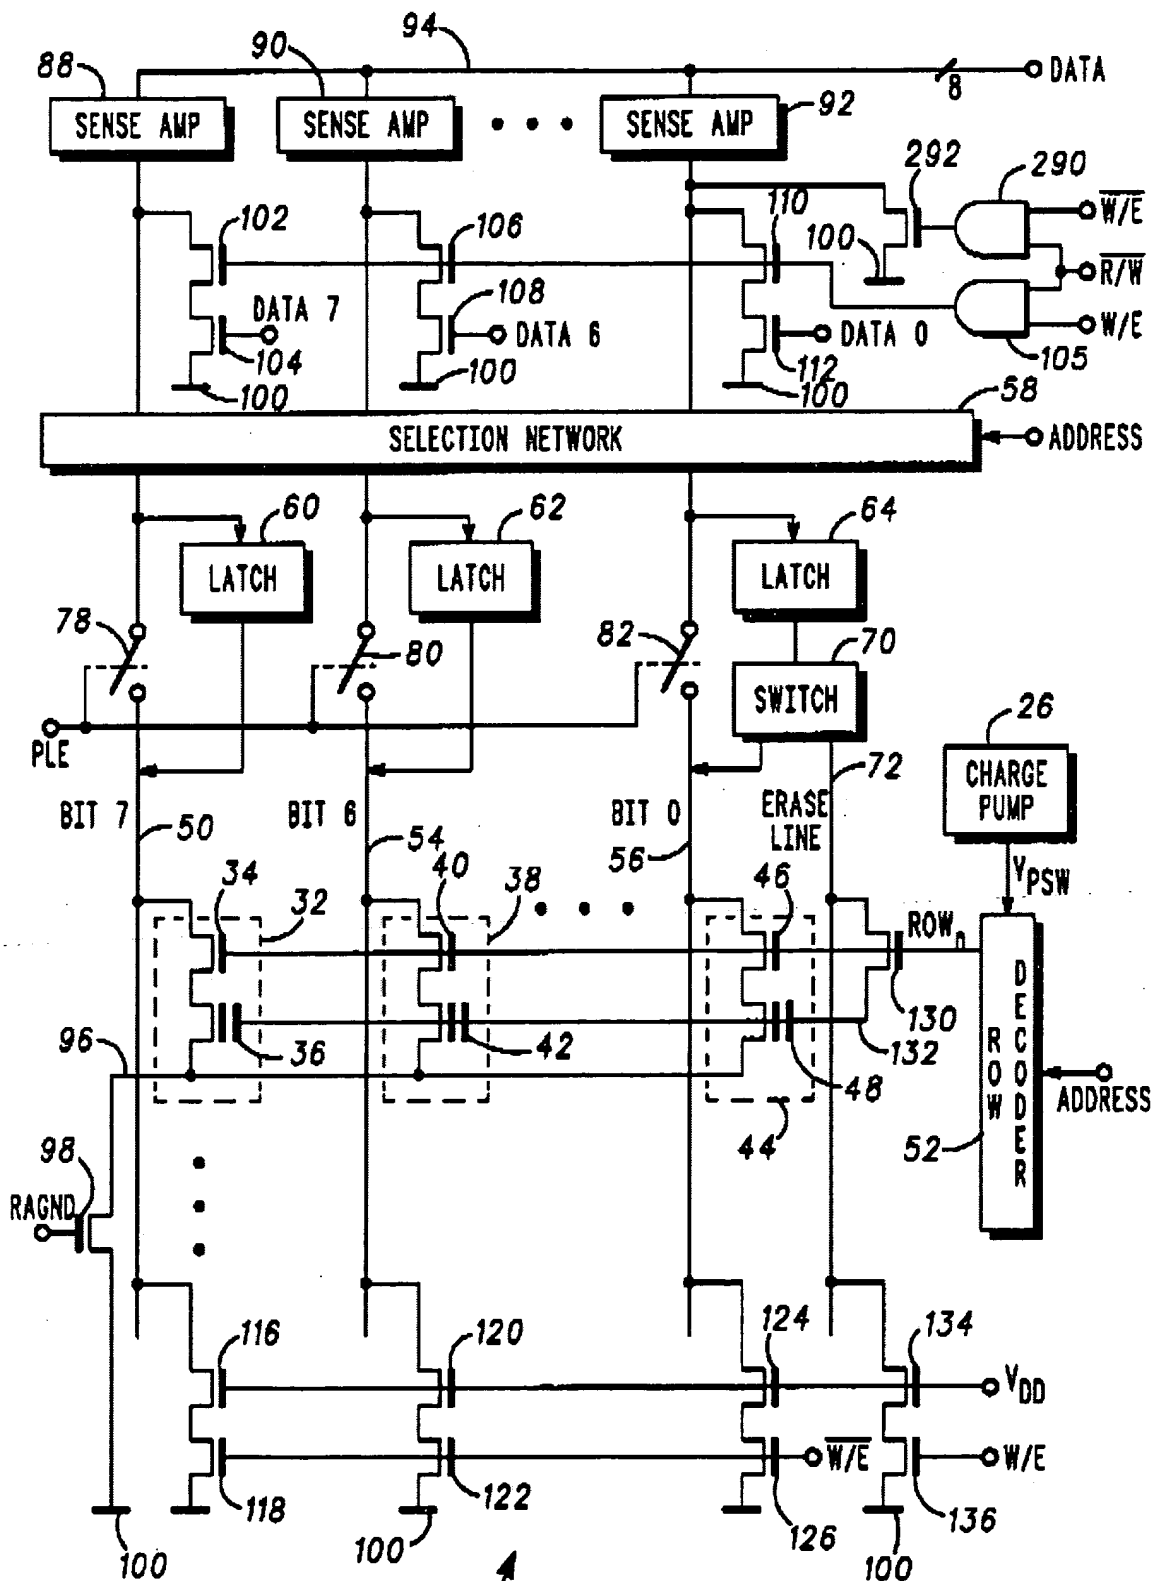 94
90
88
8
DATA
SENSE AMP
SENSE AMP
SENSE AMP
92
292
290
W/E
102
106
110
100
R/W
DATA 7
108
DATA 6
DATA 0
W/E
104
100
100
112
100
105
58
SELECTION NETWORK
ADDRESS
60
62
64
LATCH
LATCH
LATCH
78
80
82
70
SWITCH
26
PLE
72
CHARGE
PUMP
BIT 7
BIT 6
BIT 0
ERASE
LINE
50
54
56
VPSW
34
32
40
38
46
ROWn
130
96
36
42
48
132
ROW
DECODER
ADDRESS
44
52
98
RAGND
116
120
124
134
VDD
W/E
W/E
118
122
126
136
100
100
100